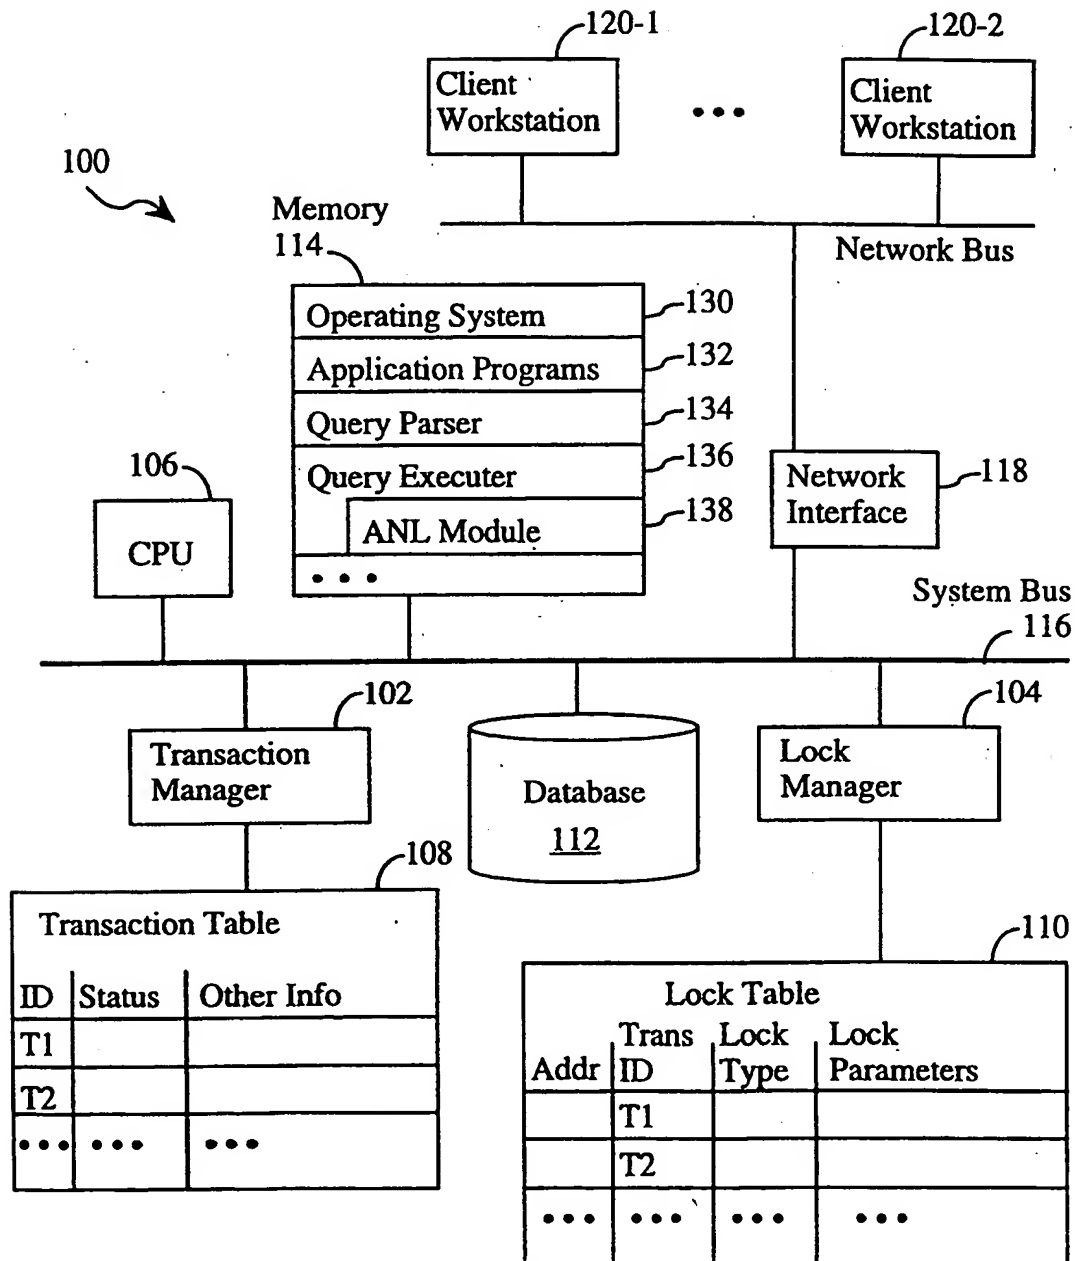 120-1
120-2
Client
Workstation
• • •
Client
Workstation
100
Memory
114
Network Bus
Operating System
130
Application Programs
132
Query Parser
134
Query Executer
136
ANL Module
138
• • •
106
CPU
Network
Interface
118
System Bus
116
102
Transaction
Manager
Database
112
104
Lock
Manager
108
Transaction Table
ID Status Other Info
T1
T2
• • • • • • • • •
110
Lock Table
Addr Trans ID Lock Type Lock Parameters
T1
T2
• • • • • • • • • • • •